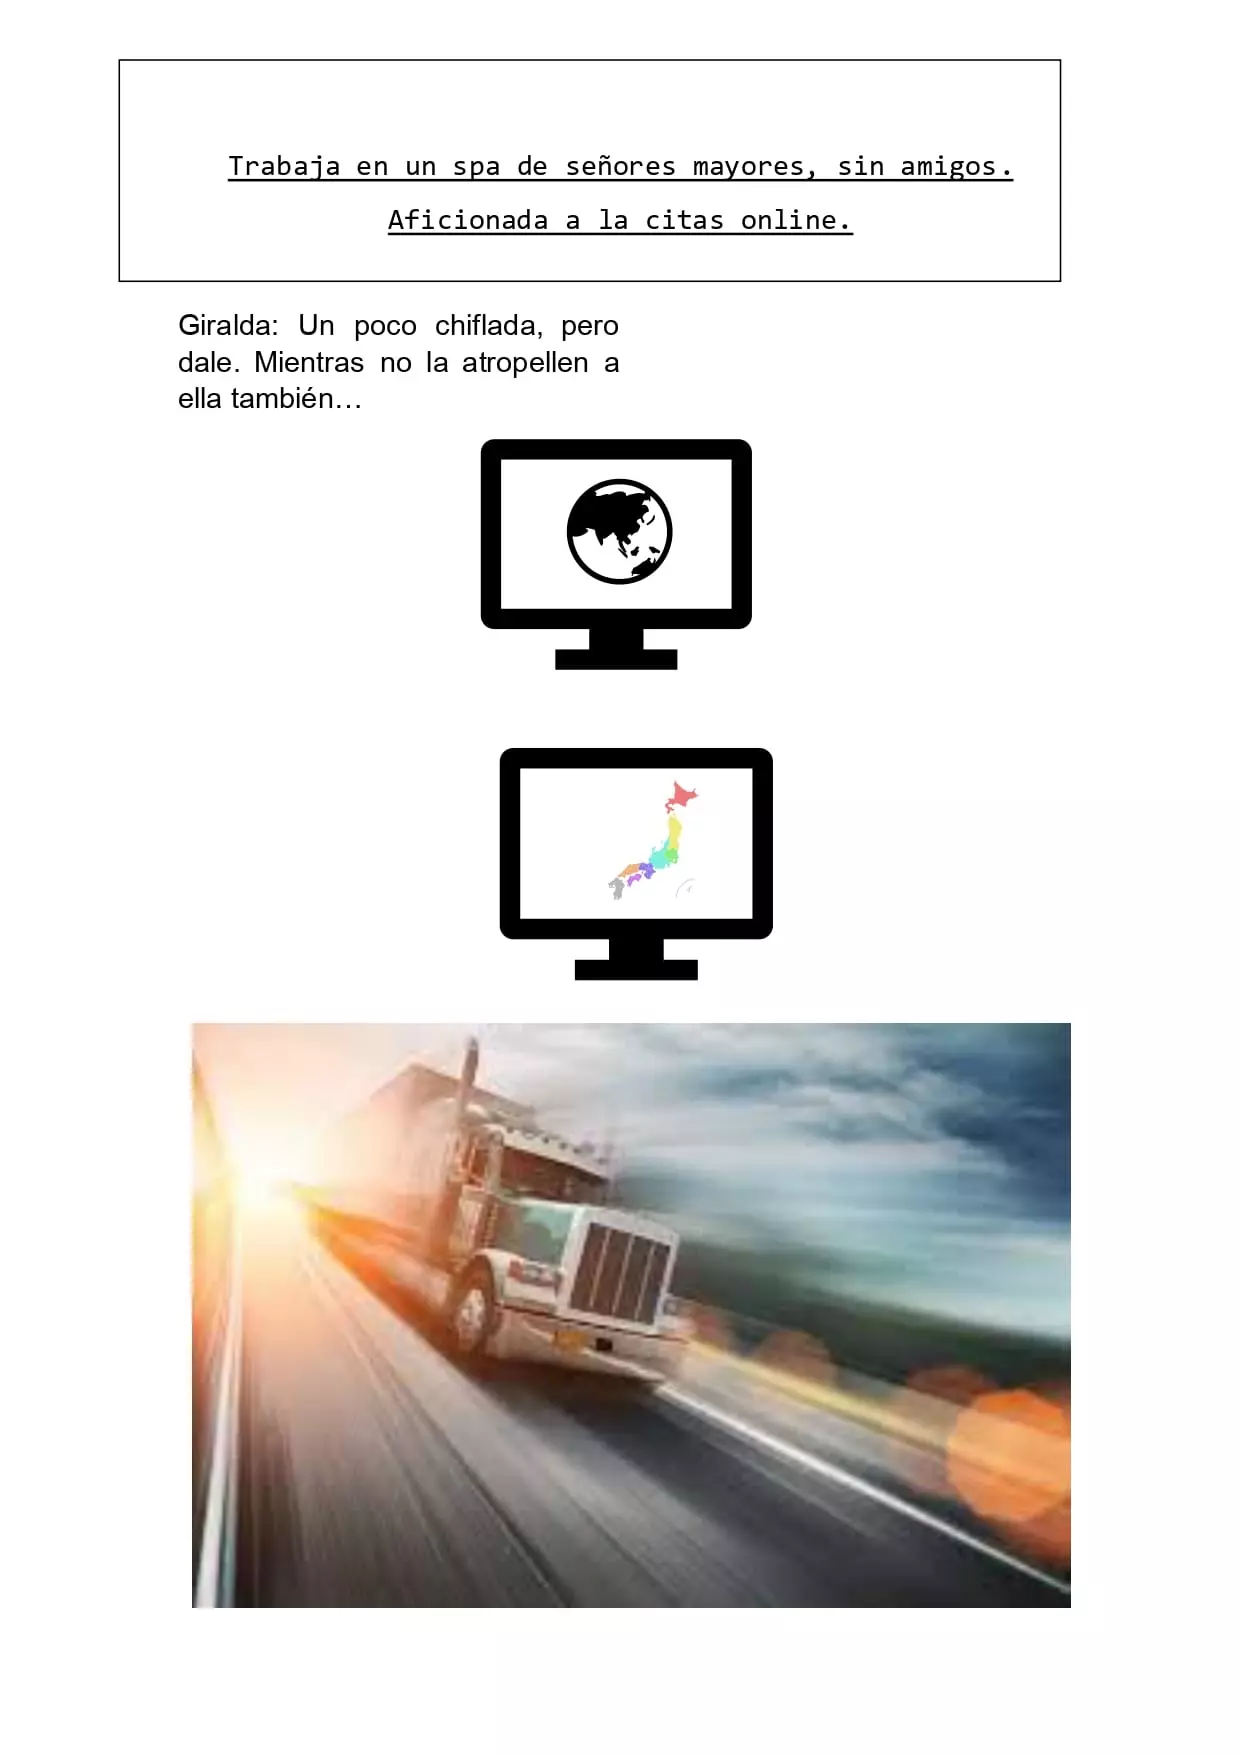 Trabaja en un spa de señores mayores, sin amigos.
Aficionada a la citas online.
Giralda: Un poco chiflada, pero
dale. Mientras no la atropellen a
ella también…